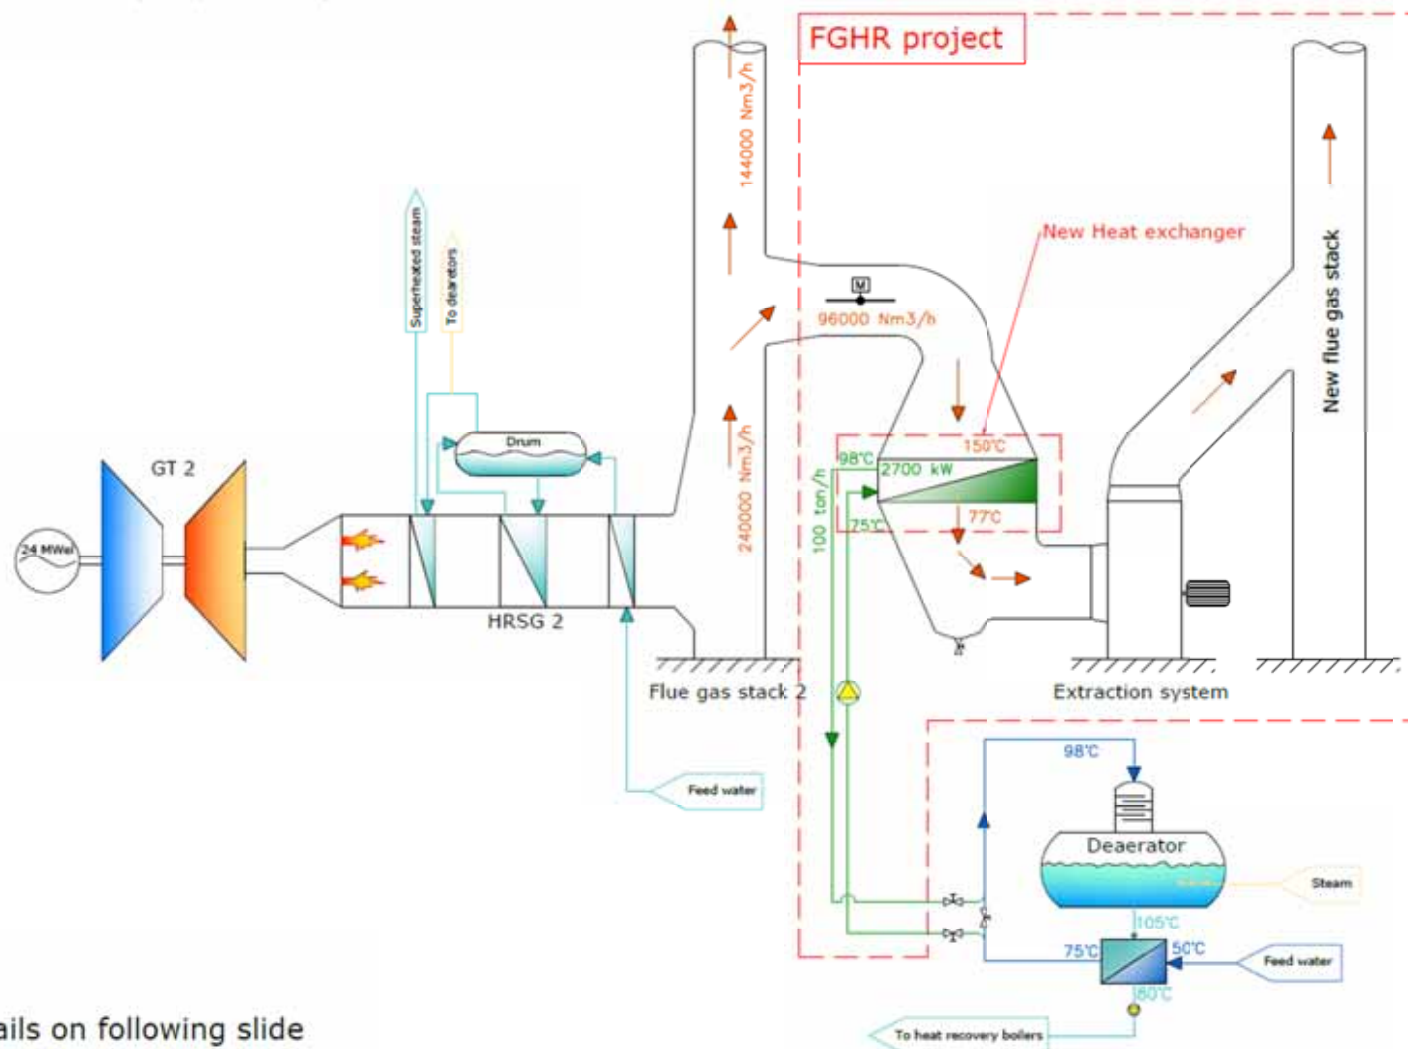 FGHR project
144000 Nm3/h
New Heat exchanger
Superheated steam
To dearetors
M
96000 Nm3/h
New flue gas stack
GT 2
Drum
150℃
98℃
2700 kW
240000 Nm3/h
100 ton/h
75℃
77℃
24 MWel
HRSG 2
Flue gas stack 2
Extraction system
98℃
Feed water
Deaerator
Steam
105℃
75℃
50℃
Feed water
80℃
ails on following slide
To heat recovery boilers